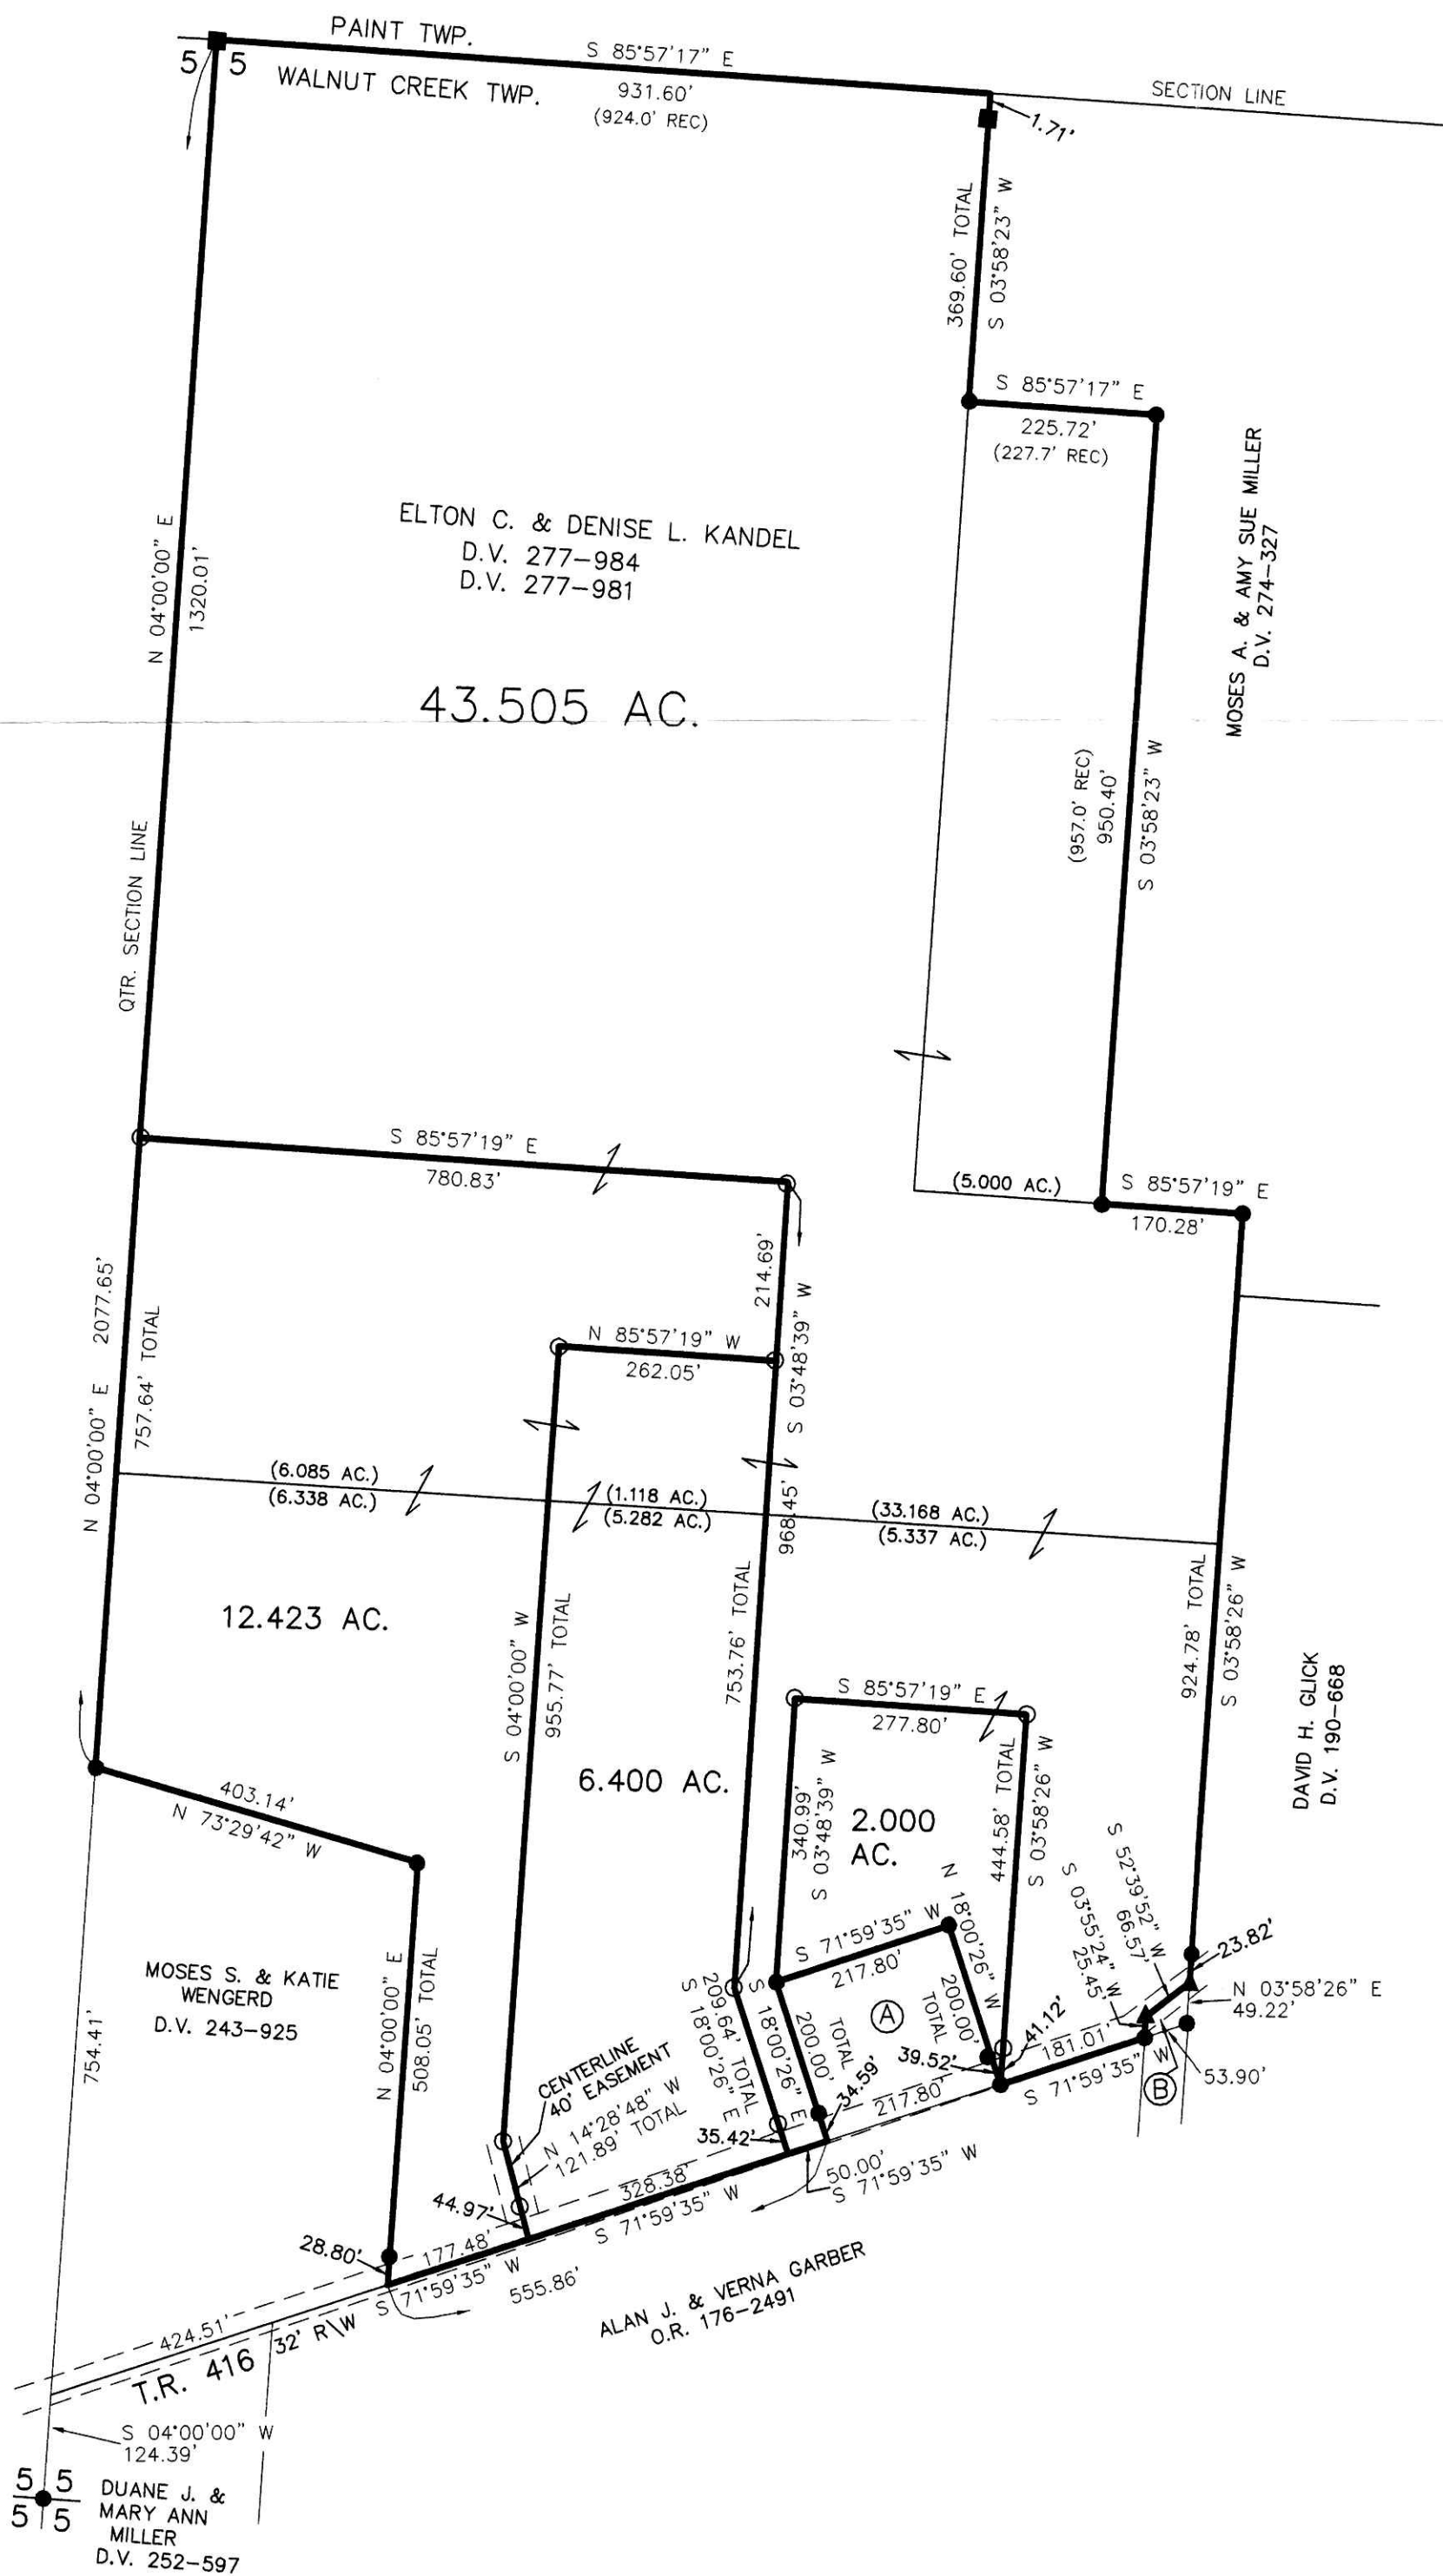 PAINT TWP.
S 85°57'17" E
5 5
WALNUT CREEK TWP.
931.60'
(924.0' REC)
SECTION LINE
1.71'
369.60' TOTAL
S 03°58'23" W
S 85°57'17" E
225.72'
(227.7' REC)
MOSES A. & AMY SUE MILLER
D.V. 274-327
N 04°00'00" E
1320.01'
ELTON C. & DENISE L. KANDEL
D.V. 277-984
D.V. 277-981
43.505 AC.
(957.0' REC)
950.40'
S 03°58'23" W
QTR. SECTION LINE
S 85°57'19" E
780.83'
(5.000 AC.)
S 85°57'19" E
170.28'
N 04°00'00" E 2077.65'
757.64' TOTAL
214.69'
S 03°48'39" W
968.45'
N 85°57'19" W
262.05'
(6.085 AC.)
(6.338 AC.)
(1.118 AC.)
(5.282 AC.)
(33.168 AC.)
(5.337 AC.)
12.423 AC.
S 04°00'00" W
955.77' TOTAL
753.76' TOTAL
924.78' TOTAL
S 03°58'26" W
DAVID H. GLICK
D.V. 190-668
6.400 AC.
S 85°57'19" E
277.80'
340.99'
S 03°48'39" W
2.000
AC.
444.58' TOTAL
S 03°58'26" W
403.14'
N 73°29'42" W
S 71°59'35" W
217.80'
N 18°00'26" W
200.00'
TOTAL
S 52°39'52" W
66.57'
S 03°55'24" W
25.45'
23.82'
N 03°58'26" E
49.22'
MOSES S. & KATIE
WENGERD
D.V. 243-925
754.41'
N 04°00'00" E
508.05' TOTAL
209.64' TOTAL
S 18°00'26" E
S 18°00'26" E
200.00'
TOTAL
A
39.52'
41.12'
181.01'
S 71°59'35" W
B
53.90'
CENTERLINE
40' EASEMENT
N 14°28'48" W
121.89' TOTAL
35.42'
34.59'
217.80'
50.00'
S 71°59'35" W
44.97'
328.38'
S 71°59'35" W
28.80'
177.48'
S 71°59'35" W
555.86'
ALAN J. & VERNA GARBER
O.R. 176-2491
424.51'
T.R. 416 32' R\W
S 04°00'00" W
124.39'
5 5
5 5
DUANE J. &
MARY ANN
MILLER
D.V. 252-597